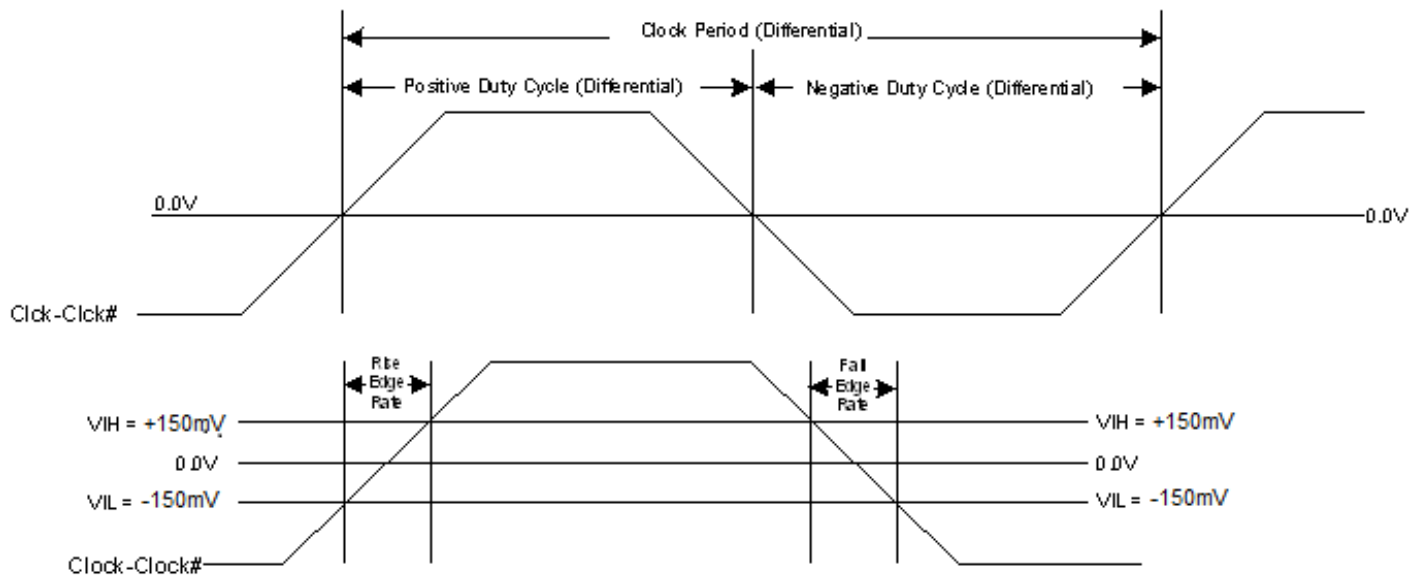 Clock Period (Differential)
Positive Duty Cycle (Differential)
Negative Duty Cycle (Differential)
0.0V
0.0V
Clck-Clck#
Rise
Edge
Rate
Fall
Edge
Rate
VIH = +150mV
VIH = +150mV
0.0V
0.0V
VIL = -150mV
VIL = -150mV
Clock-Clock#